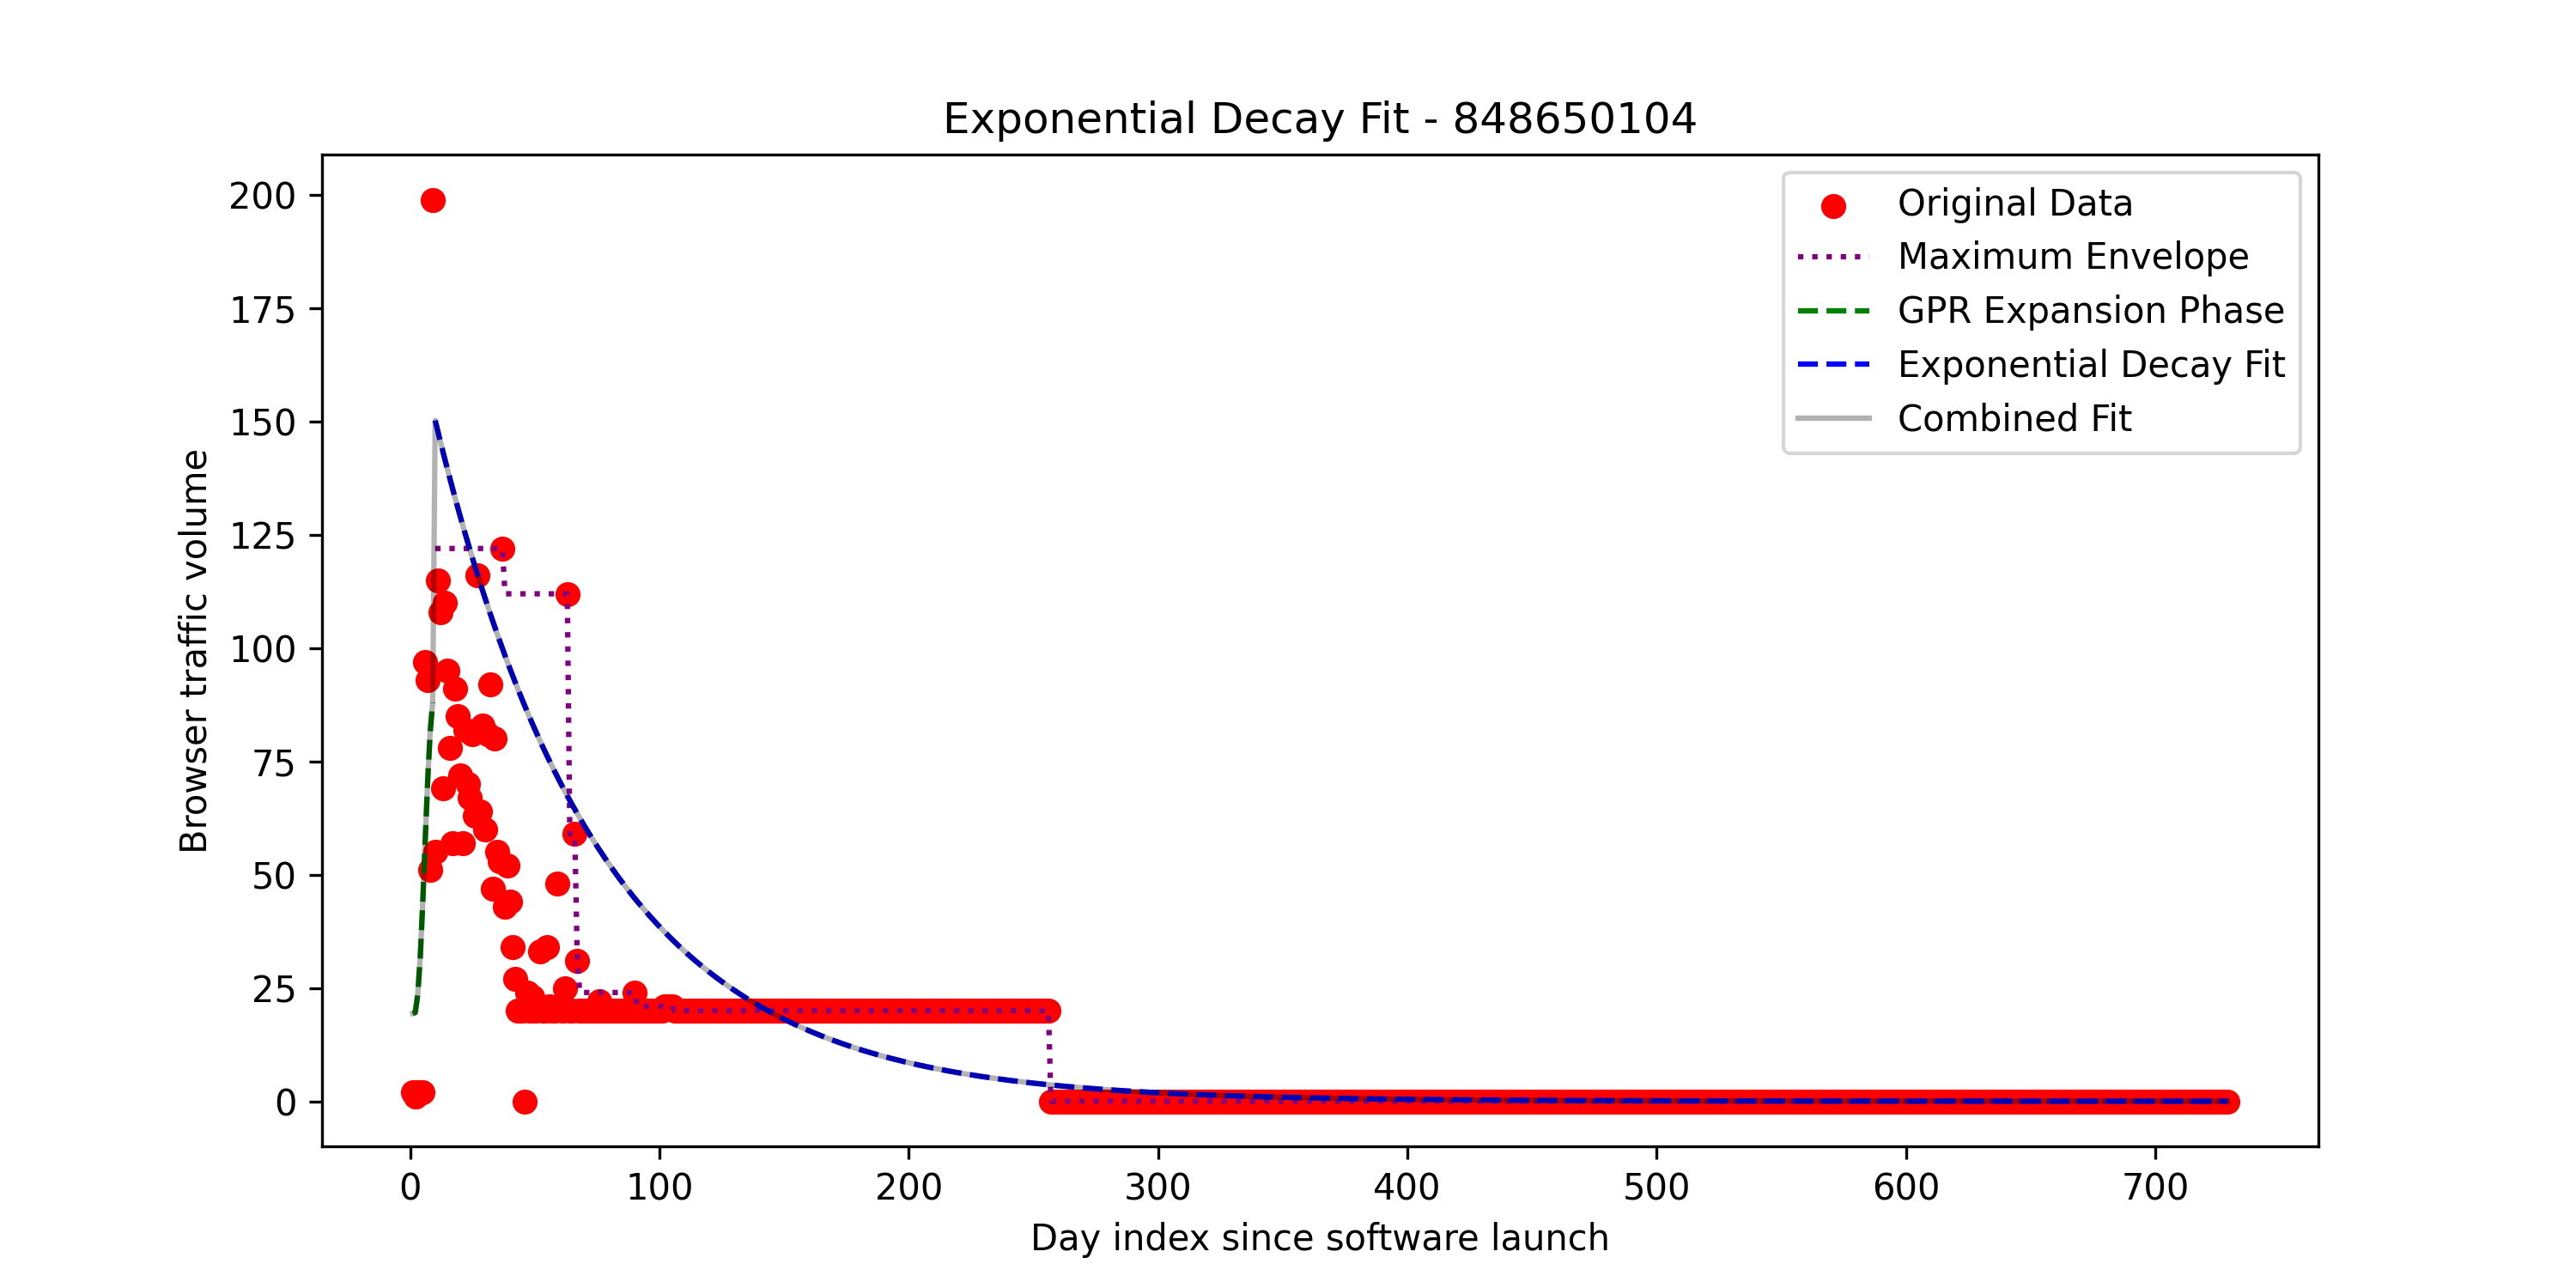 Exponential Decay Fit - 848650104
Original Data
Maximum Envelope
GPR Expansion Phase
Exponential Decay Fit
Combined Fit
Browser traffic volume
200
175
150
125
100
75
50
25
0
0 100 200 300 400 500 600 700
Day index since software launch